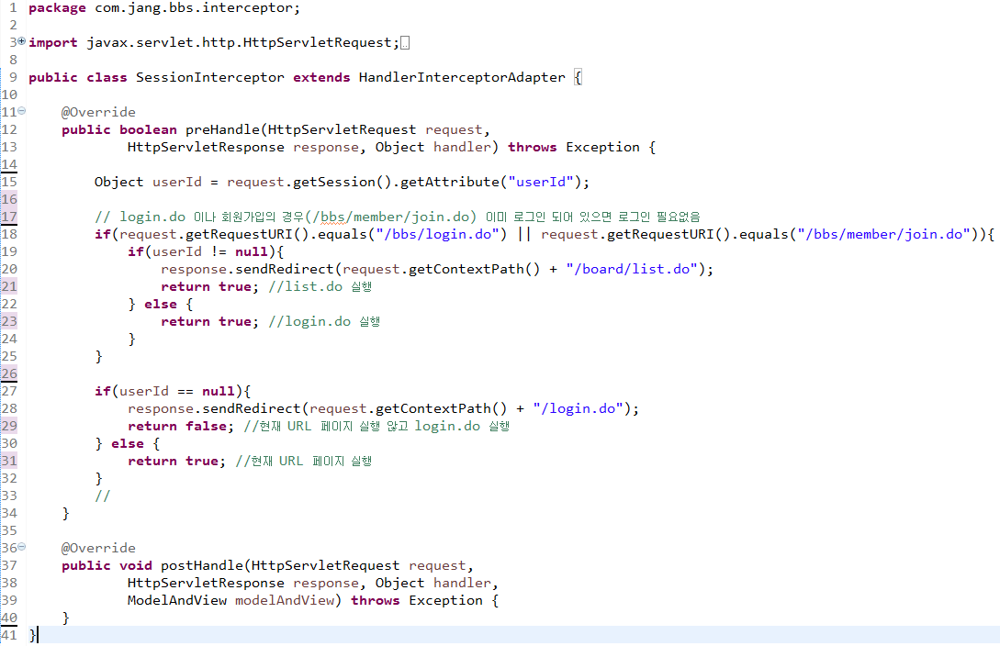 1 package com.jang.bbs.interceptor;
2
3 import javax.servlet.http.HttpServletRequest;
8
9 public class SessionInterceptor extends HandlerInterceptorAdapter {
10
11     @Override
12     public boolean preHandle(HttpServletRequest request,
13             HttpServletResponse response, Object handler) throws Exception {
14
15         Object userId = request.getSession().getAttribute("userId");
16
17         // login.do 이나 회원가입의 경우(/bbs/member/join.do) 이미 로그인 되어 있으면 로그인 필요없음
18         if(request.getRequestURI().equals("/bbs/login.do") || request.getRequestURI().equals("/bbs/member/join.do")){
19             if(userId != null){
20                 response.sendRedirect(request.getContextPath() + "/board/list.do");
21                 return true; //list.do 실행
22             } else {
23                 return true; //login.do 실행
24             }
25         }
26
27         if(userId == null){
28             response.sendRedirect(request.getContextPath() + "/login.do");
29             return false; //현재 URL 페이지 실행 않고 login.do 실행
30         } else {
31             return true; //현재 URL 페이지 실행
32         }
33         //
34     }
35
36     @Override
37     public void postHandle(HttpServletRequest request,
38             HttpServletResponse response, Object handler,
39             ModelAndView modelAndView) throws Exception {
40     }
41 }